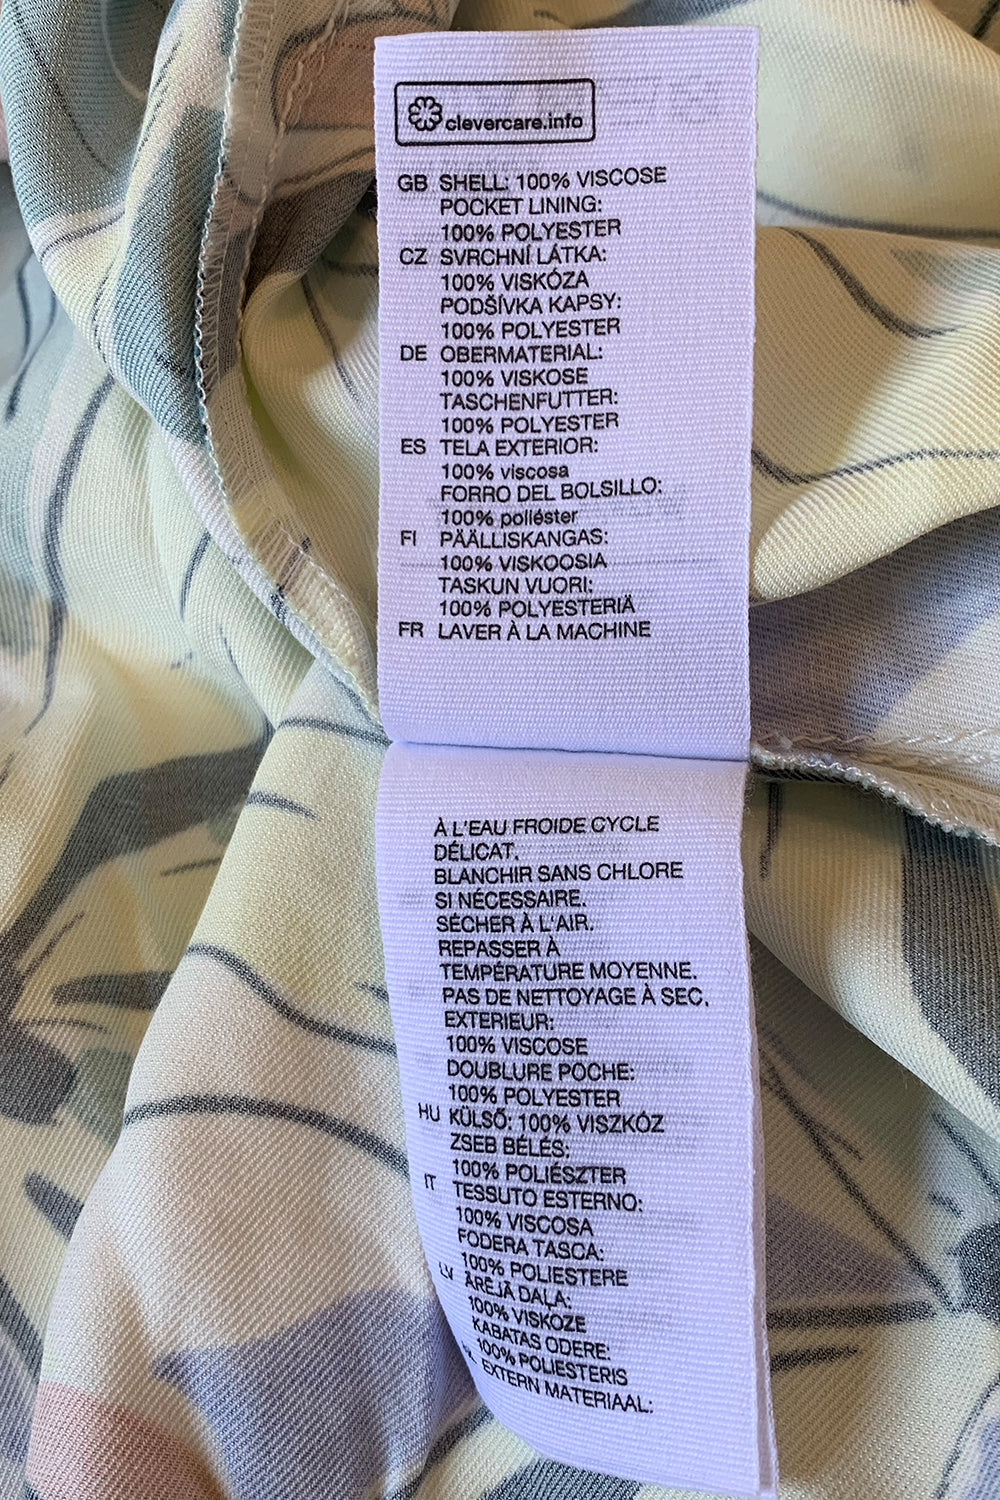 clevercare.info
GB SHELL: 100% VISCOSE
POCKET LINING:
100% POLYESTER
CZ SVRCHNÍ LÁTKA:
100% VISKÓZA
PODŠÍVKA KAPSY:
100% POLYESTER
DE OBERMATERIAL:
100% VISKOSE
TASCHENFUTTER:
100% POLYESTER
ES TELA EXTERIOR:
100% viscosa
FORRO DEL BOLSILLO:
100% poliéster
FI PÄÄLLISKANGAS:
100% VISKOOSIA
TASKUN VUORI:
100% POLYESTERIÄ
FR LAVER À LA MACHINE
À L'EAU FROIDE CYCLE
DÉLICAT.
BLANCHIR SANS CHLORE
SI NÉCESSAIRE.
SÉCHER À L'AIR.
REPASSER À
TEMPÉRATURE MOYENNE.
PAS DE NETTOYAGE À SEC.
EXTERIEUR:
100% VISCOSE
DOUBLURE POCHE:
100% POLYESTER
HU KÜLSŐ: 100% VISZKÓZ
ZSEB BÉLÉS:
100% POLIÉSZTER
IT TESSUTO ESTERNO:
100% VISCOSA
FODERA TASCA:
100% POLIESTERE
LV ĀRĒJĀ DAĻA:
100% VISKOZE
KABATAS ODERE:
100% POLIESTERIS
EXTERN MATERIAAL: